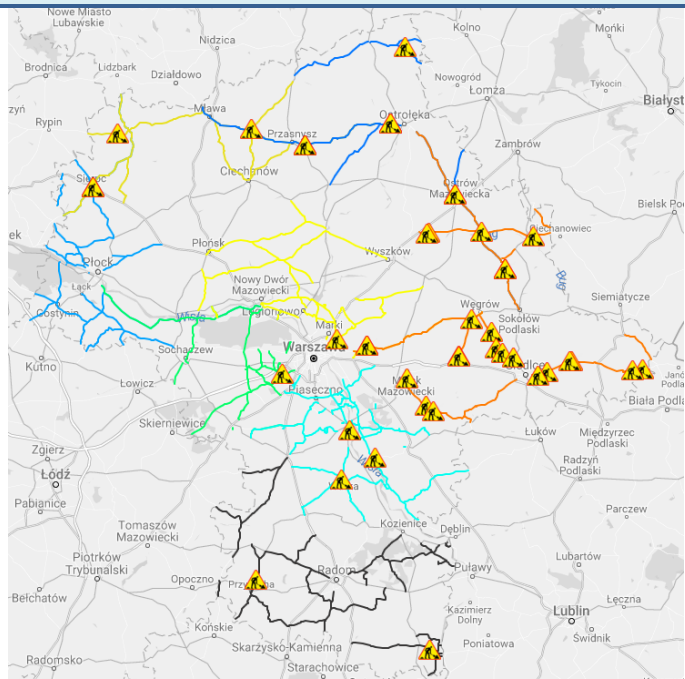 Nowe Miasto
Lubawskie
Nidzica
Kolno
Mońki
Brodnica
Lidzbark
Działdowo
Nowogród
Łomża
Tykocin
Białyst
Rypin
Mława
Przasnysz
Ostrołęka
Zambrów
Ciechanów
Ostrów
Mazowiecka
Bielsk Pod
Ciechanowiec
Płońsk
Wyszków
Płock
Łąck
Nowy Dwór
Mazowiecki
Siemiatycze
Gostynin
Wisła
Legionowo
Węgrów
Sokołów
Podlaski
Marki
Kutno
Sochaczew
Warszawa
Łowicz
Piaseczno
Mazowiecki
Biała Podla
Skierniewice
Łuków
Międzyrzec
Podlaski
Zgierz
Radzyń
Podlaski
Łódź
Wisła
Pabianice
Parczew
Kozienice
Dęblin
Tomaszów
Mazowiecki
Piotrków
Trybunalski
Lubartów
Opoczno
Radom
Puławy
Bełchatów
Łęczna
Kazimierz
Dolny
Lublin
Końskie
Świdnik
Poniatowa
Skarżysko-Kamienna
Radomsko
Starachowice
Kra